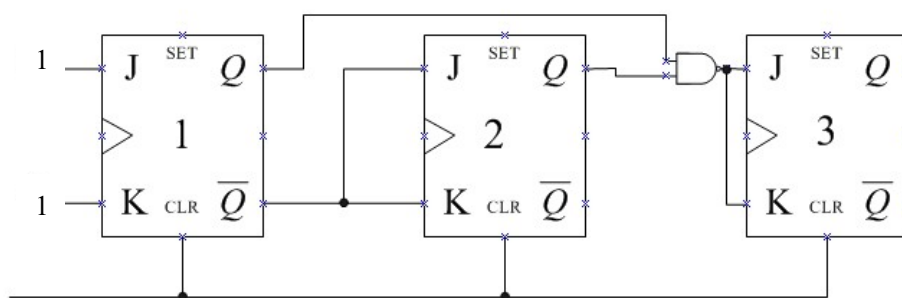 1 J SET Q J SET Q J SET Q
1 2 3
1 K CLR Q̅ K CLR Q̅ K CLR Q̅